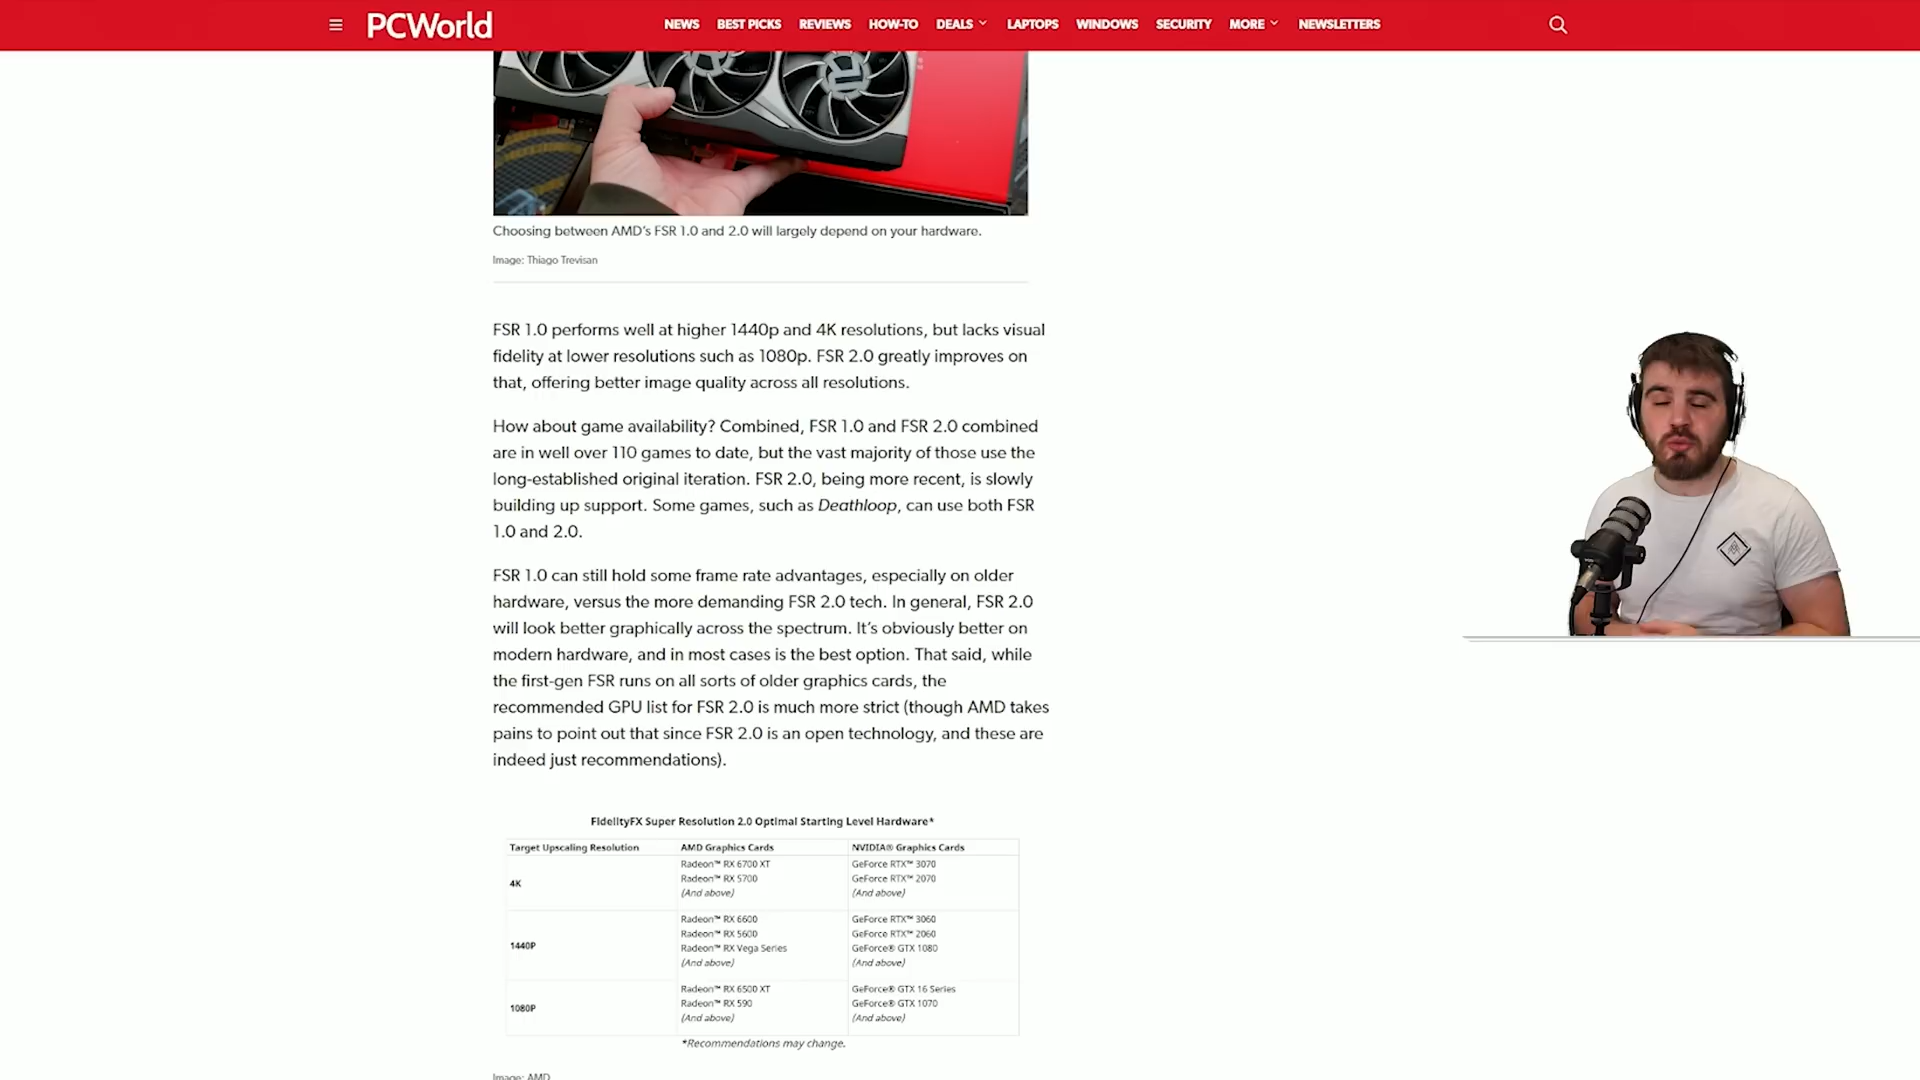 PCWorld
NEWS
BEST PICKS
REVIEWS
HOW-TO
DEALS
LAPTOPS
WINDOWS
SECURITY
MORE
NEWSLETTERS
Choosing between AMD's FSR 1.0 and 2.0 will largely depend on your hardware.
Image: Thiago Trevisan
FSR 1.0 performs well at higher 1440p and 4K resolutions, but lacks visual
fidelity at lower resolutions such as 1080p. FSR 2.0 greatly improves on
that, offering better image quality across all resolutions.
How about game availability? Combined, FSR 1.0 and FSR 2.0 combined
are in well over 110 games to date, but the vast majority of those use the
long-established original iteration. FSR 2.0, being more recent, is slowly
building up support. Some games, such as Deathloop, can use both FSR
1.0 and 2.0.
FSR 1.0 can still hold some frame rate advantages, especially on older
hardware, versus the more demanding FSR 2.0 tech. In general, FSR 2.0
will look better graphically across the spectrum. It's obviously better on
modern hardware, and in most cases is the best option. That said, while
the first-gen FSR runs on all sorts of older graphics cards, the
recommended GPU list for FSR 2.0 is much more strict (though AMD takes
pains to point out that since FSR 2.0 is an open technology, and these are
indeed just recommendations).
FidelityFX Super Resolution 2.0 Optimal Starting Level Hardware*
Target Upscaling Resolution
AMD Graphics Cards
NVIDIA® Graphics Cards
4K
Radeon™ RX 6700 XT
Radeon™ RX 5700
(And above)
GeForce RTX™ 3070
GeForce RTX™ 2070
(And above)
1440P
Radeon™ RX 6600
Radeon™ RX 5600
Radeon™ RX Vega Series
(And above)
GeForce RTX™ 3060
GeForce RTX™ 2060
GeForce® GTX 1080
(And above)
1080P
Radeon™ RX 6500 XT
Radeon™ RX 590
(And above)
GeForce® GTX 16 Series
GeForce® GTX 1070
(And above)
*Recommendations may change.
Image: AMD